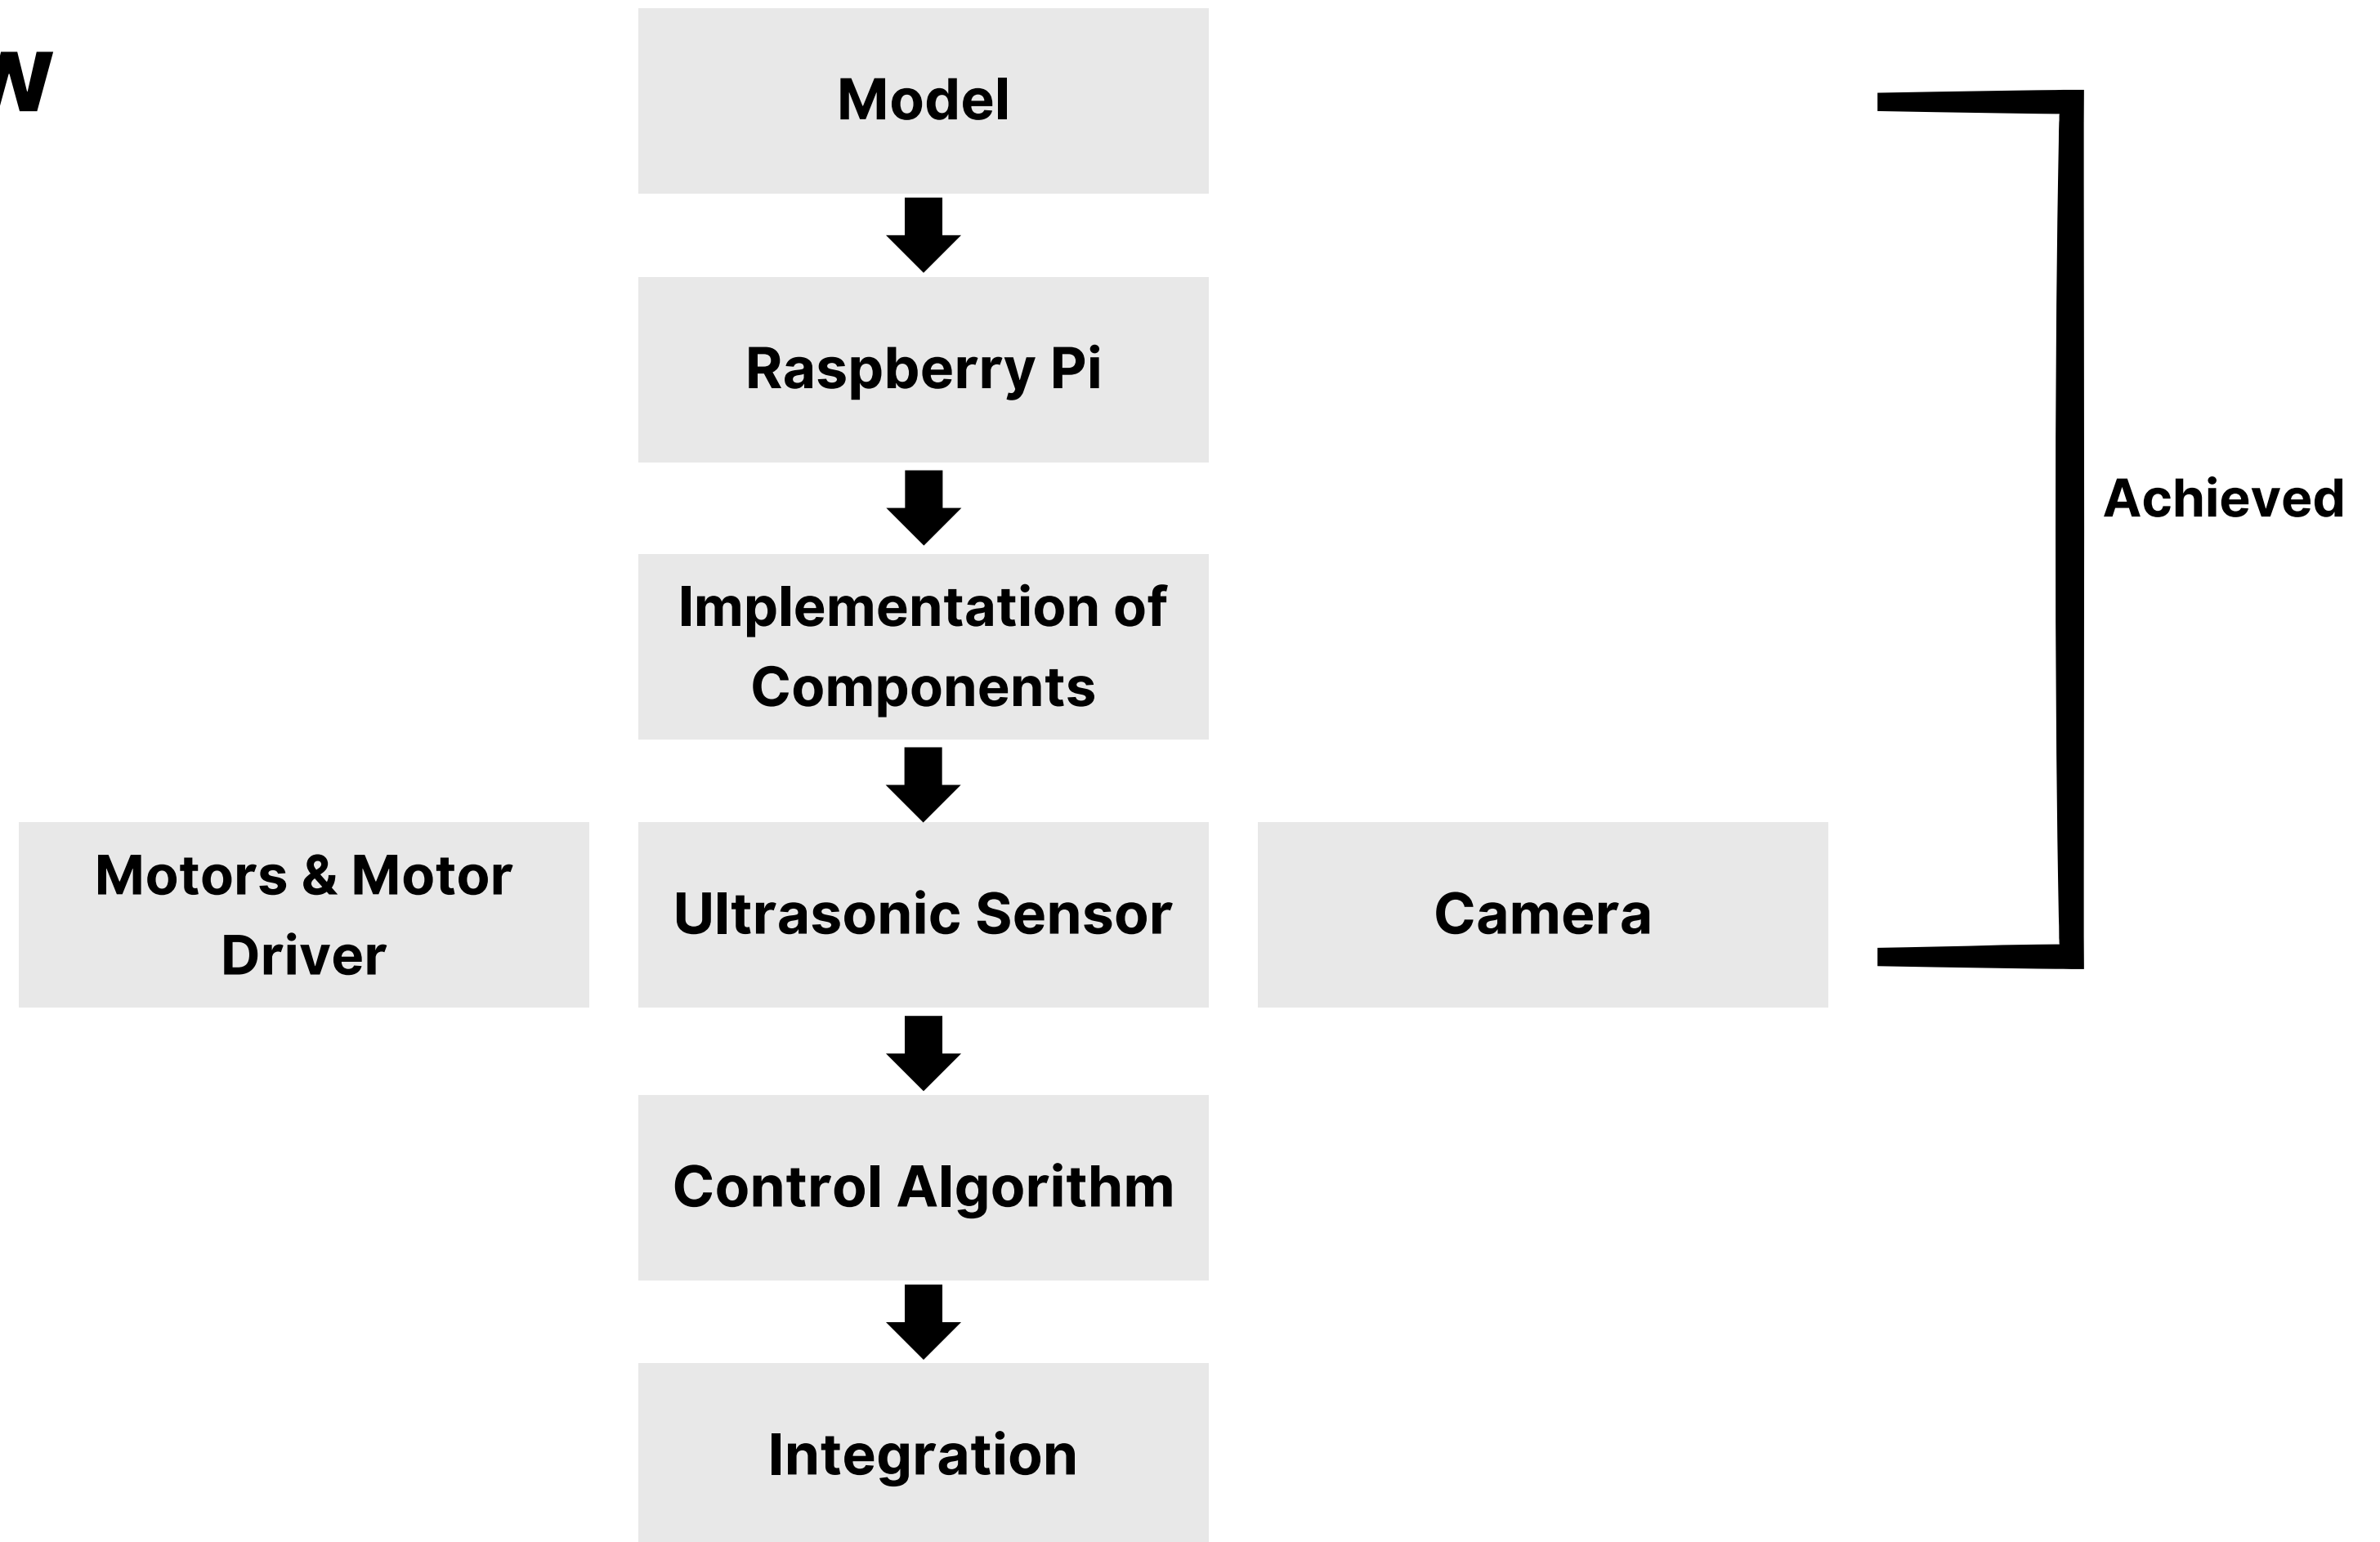 Model
Raspberry Pi
Achieved
Implementation of
Components
Motors & Motor
Driver
Ultrasonic Sensor
Camera
Control Algorithm
Integration